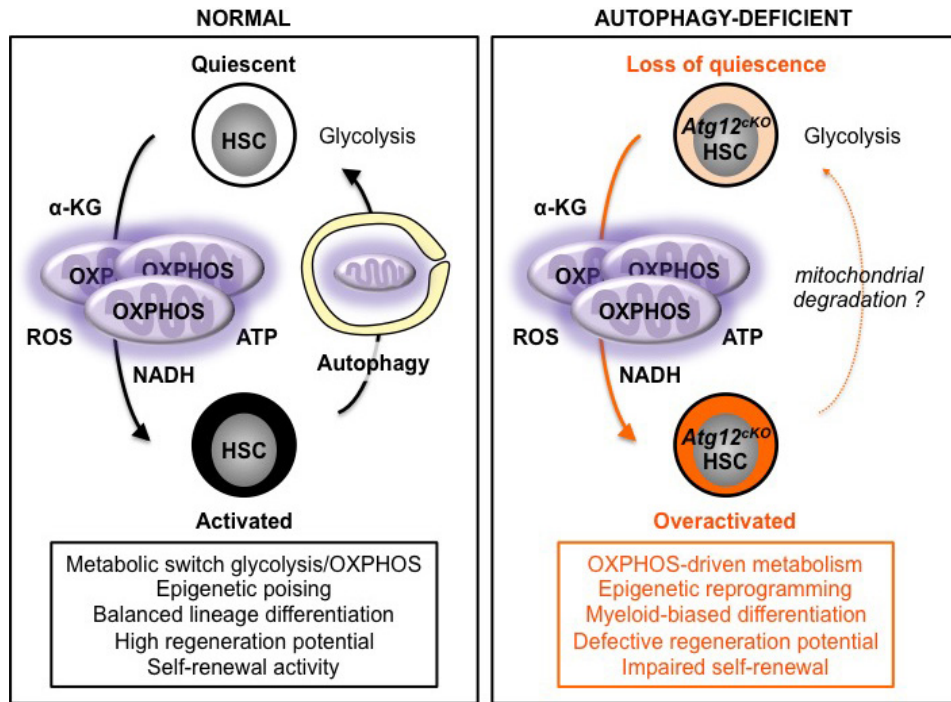 NORMAL
Quiescent
HSC
Glycolysis
α-KG
OXP
OXPHOS
OXPHOS
ROS
ATP
NADH
Autophagy
HSC
Activated
Metabolic switch glycolysis/OXPHOS
Epigenetic poising
Balanced lineage differentiation
High regeneration potential
Self-renewal activity
AUTOPHAGY-DEFICIENT
Loss of quiescence
Atg12cKO
HSC
Glycolysis
α-KG
OXPH
OXPHOS
OXPHOS
mitochondrial
degradation ?
ROS
ATP
NADH
Atg12cKO
HSC
Overactivated
OXPHOS-driven metabolism
Epigenetic reprogramming
Myeloid-biased differentiation
Defective regeneration potential
Impaired self-renewal